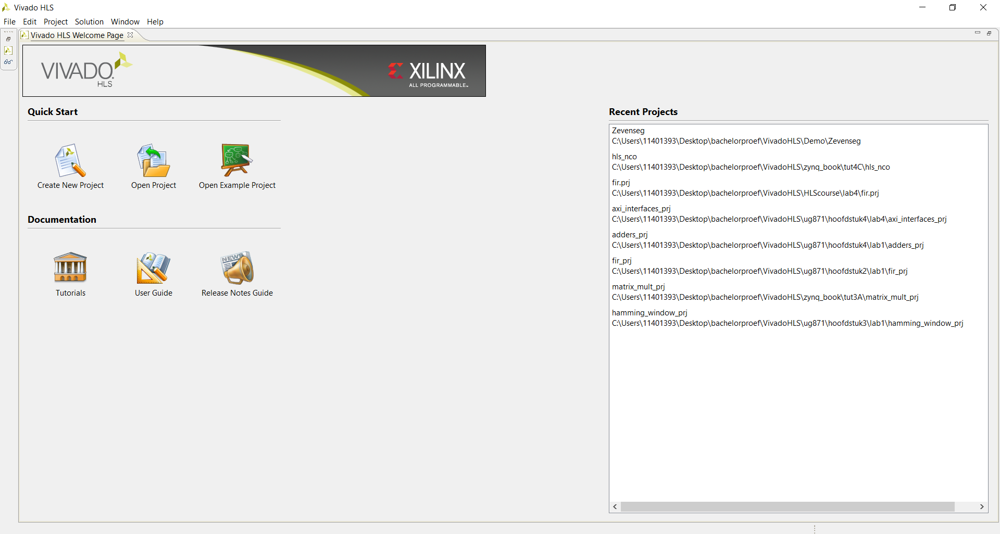 Vivado HLS
File Edit Project Solution Window Help
Vivado HLS Welcome Page
VIVADO.
HLS
XILINX
ALL PROGRAMMABLE™
Quick Start
Create New Project
Open Project
Open Example Project
Documentation
NEWS
Tutorials
User Guide
Release Notes Guide
Recent Projects
Zevenseg
C:\Users\11401393\Desktop\bachelorproef\VivadoHLS\Demo\Zevenseg
hls_nco
C:\Users\11401393\Desktop\bachelorproef\VivadoHLS\zynq_book\tut4C\hls_nco
fir.prj
C:\Users\11401393\Desktop\bachelorproef\VivadoHLS\HLScourse\lab4\fir.prj
axi_interfaces_prj
C:\Users\11401393\Desktop\bachelorproef\VivadoHLS\ug871\hoofdstuk4\lab4\axi_interfaces_prj
adders_prj
C:\Users\11401393\Desktop\bachelorproef\VivadoHLS\ug871\hoofdstuk4\lab1\adders_prj
fir_prj
C:\Users\11401393\Desktop\bachelorproef\VivadoHLS\ug871\hoofdstuk2\lab1\fir_prj
matrix_mult_prj
C:\Users\11401393\Desktop\bachelorproef\VivadoHLS\zynq_book\tut3A\matrix_mult_prj
hamming_window_prj
C:\Users\11401393\Desktop\bachelorproef\VivadoHLS\ug871\hoofdstuk3\lab1\hamming_window_prj